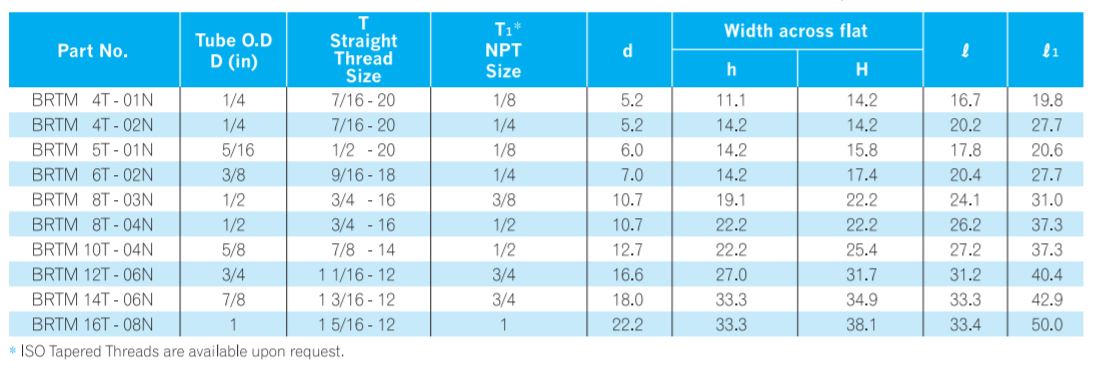 Part No. Tube O.D D (in) T Straight Thread Size T1* NPT Size d Width across flat h H ℓ ℓ1
BRTM 4T - 01N 1/4 7/16 - 20 1/8 5.2 11.1 14.2 16.7 19.8
BRTM 4T - 02N 1/4 7/16 - 20 1/4 5.2 14.2 14.2 20.2 27.7
BRTM 5T - 01N 5/16 1/2 - 20 1/8 6.0 14.2 15.8 17.8 20.6
BRTM 6T - 02N 3/8 9/16 - 18 1/4 7.0 14.2 17.4 20.4 27.7
BRTM 8T - 03N 1/2 3/4 - 16 3/8 10.7 19.1 22.2 24.1 31.0
BRTM 8T - 04N 1/2 3/4 - 16 1/2 10.7 22.2 22.2 26.2 37.3
BRTM 10T - 04N 5/8 7/8 - 14 1/2 12.7 22.2 25.4 27.2 37.3
BRTM 12T - 06N 3/4 1 1/16 - 12 3/4 16.6 27.0 31.7 31.2 40.4
BRTM 14T - 06N 7/8 1 3/16 - 12 3/4 18.0 33.3 34.9 33.3 42.9
BRTM 16T - 08N 1 1 5/16 - 12 1 22.2 33.3 38.1 33.4 50.0
* ISO Tapered Threads are available upon request.